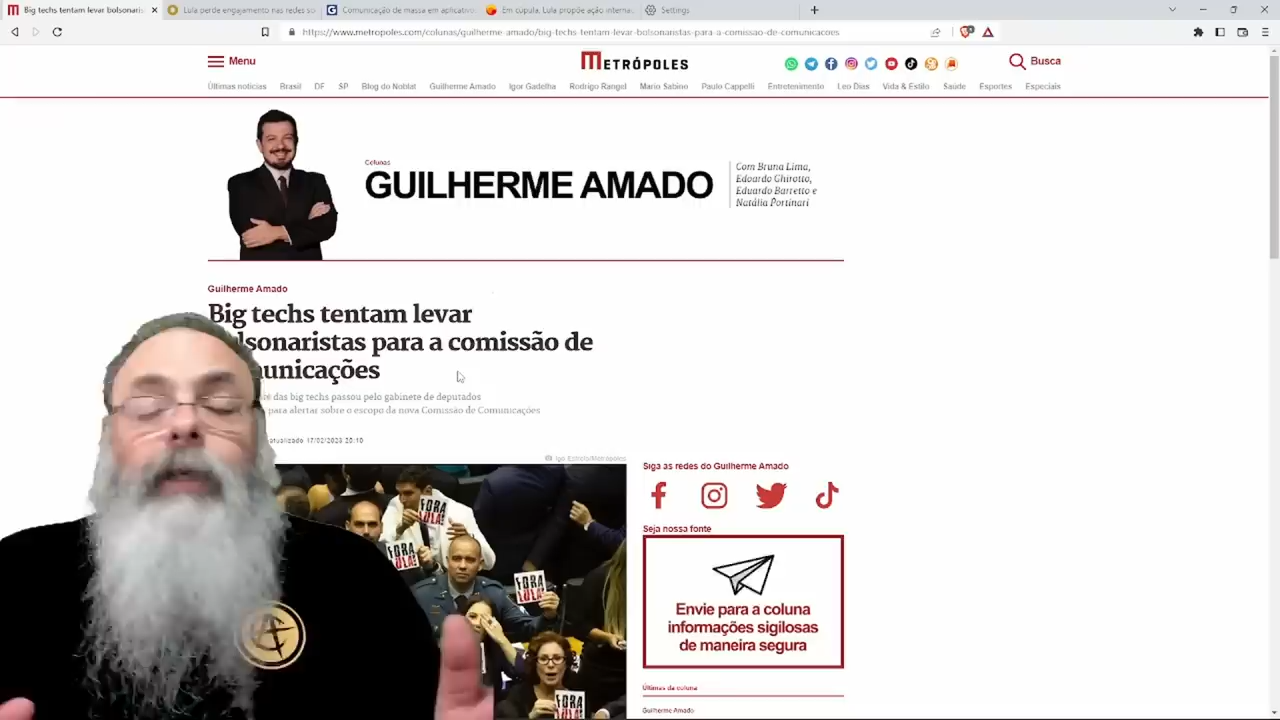 Big techs tentam levar bolsonaris
Lula perde engajamento nas redes so
Comunicação de massa em aplicativo
Em cúpula, Lula propõe ação interna
Settings
https://www.metropoles.com/colunas/guilherme-amado/big-techs-tentam-levar-bolsonaristas-para-a-comissao-de-comunicacoes
Menu
METRÓPOLES
Busca
Últimas notícias Brasil DF SP Blog do Noblat Guilherme Amado Igor Gadelha Rodrigo Rangel Mario Sabino Paulo Cappelli Entretenimento Leo Dias Vida & Estilo Saúde Esportes Especiais
Colunas
GUILHERME AMADO
Com Bruna Lima,
Edoardo Ghirotto,
Eduardo Barretto e
Natália Portinari
Guilherme Amado
Big techs tentam levar
lsonaristas para a comissão de
unicações
das big techs passou pelo gabinete de deputados
para alertar sobre o escopo da nova Comissão de Comunicações
atualizado 17/02/2023 20:10
Igo Estrela/Metrópoles
Siga as redes do Guilherme Amado
Seja nossa fonte
Envie para a coluna
informações sigilosas
de maneira segura
Últimas da coluna
Guilherme Amado
FORA
LULA!
FORA
LULA!
FORA
LULA!
FORA